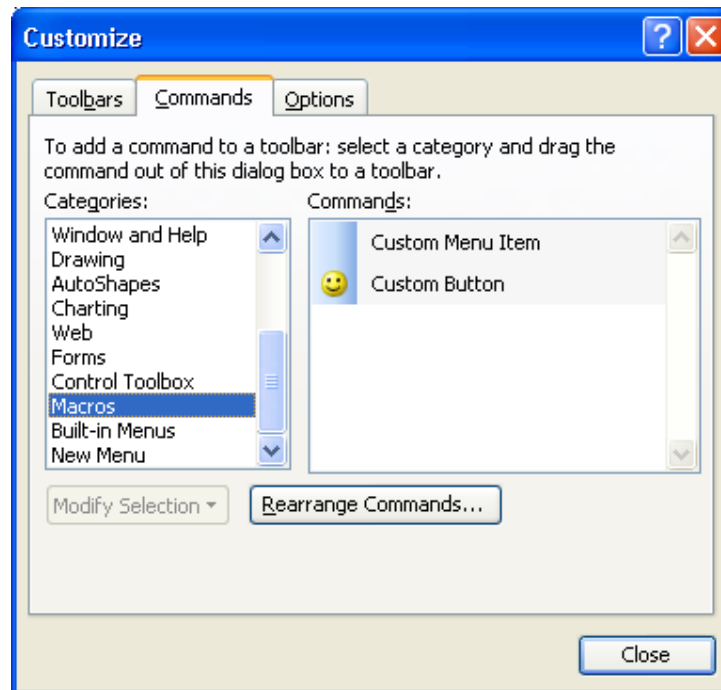 Customize
Toolbars Commands Options
To add a command to a toolbar: select a category and drag the
command out of this dialog box to a toolbar.
Categories: Commands:
Window and Help
Drawing
AutoShapes
Charting
Web
Forms
Control Toolbox
Macros
Built-in Menus
New Menu
Custom Menu Item
Custom Button
Modify Selection
Rearrange Commands...
Close